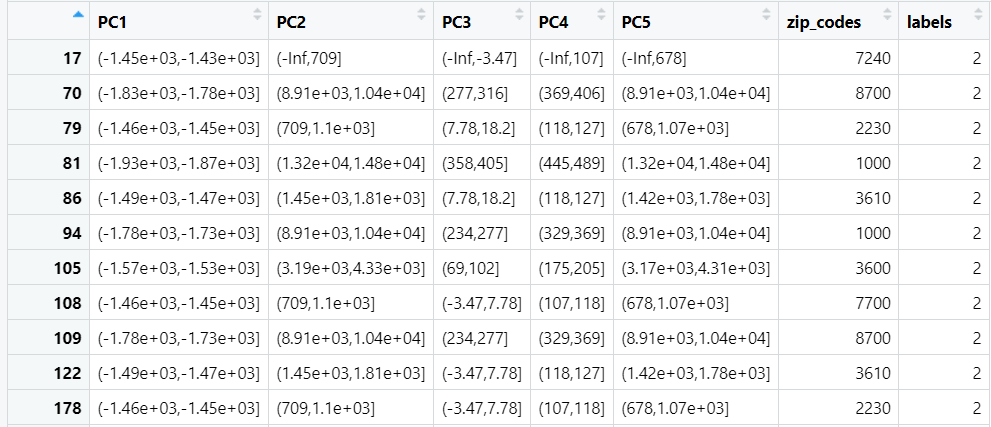 PC1 PC2 PC3 PC4 PC5 zip_codes labels
17 (-1.45e+03,-1.43e+03] (-Inf,709] (-Inf,-3.47] (-Inf,107] (-Inf,678] 7240 2
70 (-1.83e+03,-1.78e+03] (8.91e+03,1.04e+04] (277,316] (369,406] (8.91e+03,1.04e+04] 8700 2
79 (-1.46e+03,-1.45e+03] (709,1.1e+03] (7.78,18.2] (118,127] (678,1.07e+03] 2230 2
81 (-1.93e+03,-1.87e+03] (1.32e+04,1.48e+04] (358,405] (445,489] (1.32e+04,1.48e+04] 1000 2
86 (-1.49e+03,-1.47e+03] (1.45e+03,1.81e+03] (7.78,18.2] (118,127] (1.42e+03,1.78e+03] 3610 2
94 (-1.78e+03,-1.73e+03] (8.91e+03,1.04e+04] (234,277] (329,369] (8.91e+03,1.04e+04] 1000 2
105 (-1.57e+03,-1.53e+03] (3.19e+03,4.33e+03] (69,102] (175,205] (3.17e+03,4.31e+03] 3600 2
108 (-1.46e+03,-1.45e+03] (709,1.1e+03] (-3.47,7.78] (107,118] (678,1.07e+03] 7700 2
109 (-1.78e+03,-1.73e+03] (8.91e+03,1.04e+04] (234,277] (329,369] (8.91e+03,1.04e+04] 8700 2
122 (-1.49e+03,-1.47e+03] (1.45e+03,1.81e+03] (-3.47,7.78] (118,127] (1.42e+03,1.78e+03] 3610 2
178 (-1.46e+03,-1.45e+03] (709,1.1e+03] (-3.47,7.78] (107,118] (678,1.07e+03] 2230 2